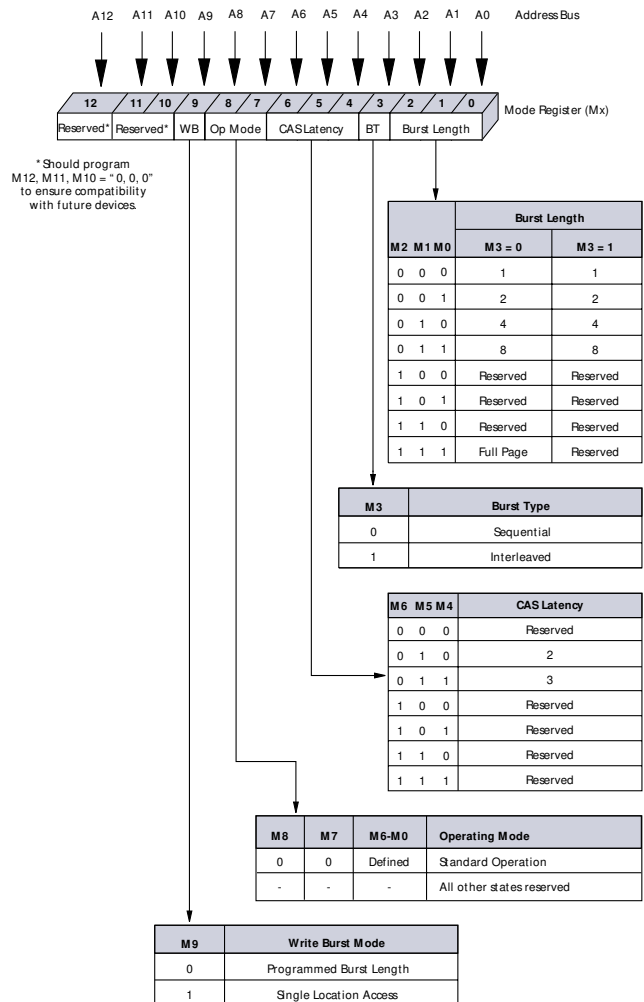 A12 A11 A10 A9 A8 A7 A6 A5 A4 A3 A2 A1 A0 Address Bus
12 11 10 9 8 7 6 5 4 3 2 1 0
Mode Register (Mx)
Reserved* Reserved* WB Op Mode CAS Latency BT Burst Length
*Should program
M12, M11, M10 = "0, 0, 0"
to ensure compatibility
with future devices.
Burst Length
M2 M1 M0 M3 = 0 M3 = 1
0 0 0 1 1
0 0 1 2 2
0 1 0 4 4
0 1 1 8 8
1 0 0 Reserved Reserved
1 0 1 Reserved Reserved
1 1 0 Reserved Reserved
1 1 1 Full Page Reserved
M3 Burst Type
0 Sequential
1 Interleaved
M6 M5 M4 CAS Latency
0 0 0 Reserved
0 1 0 2
0 1 1 3
1 0 0 Reserved
1 0 1 Reserved
1 1 0 Reserved
1 1 1 Reserved
M8 M7 M6-M0 Operating Mode
0 0 Defined Standard Operation
- - - All other states reserved
M9 Write Burst Mode
0 Programmed Burst Length
1 Single Location Access